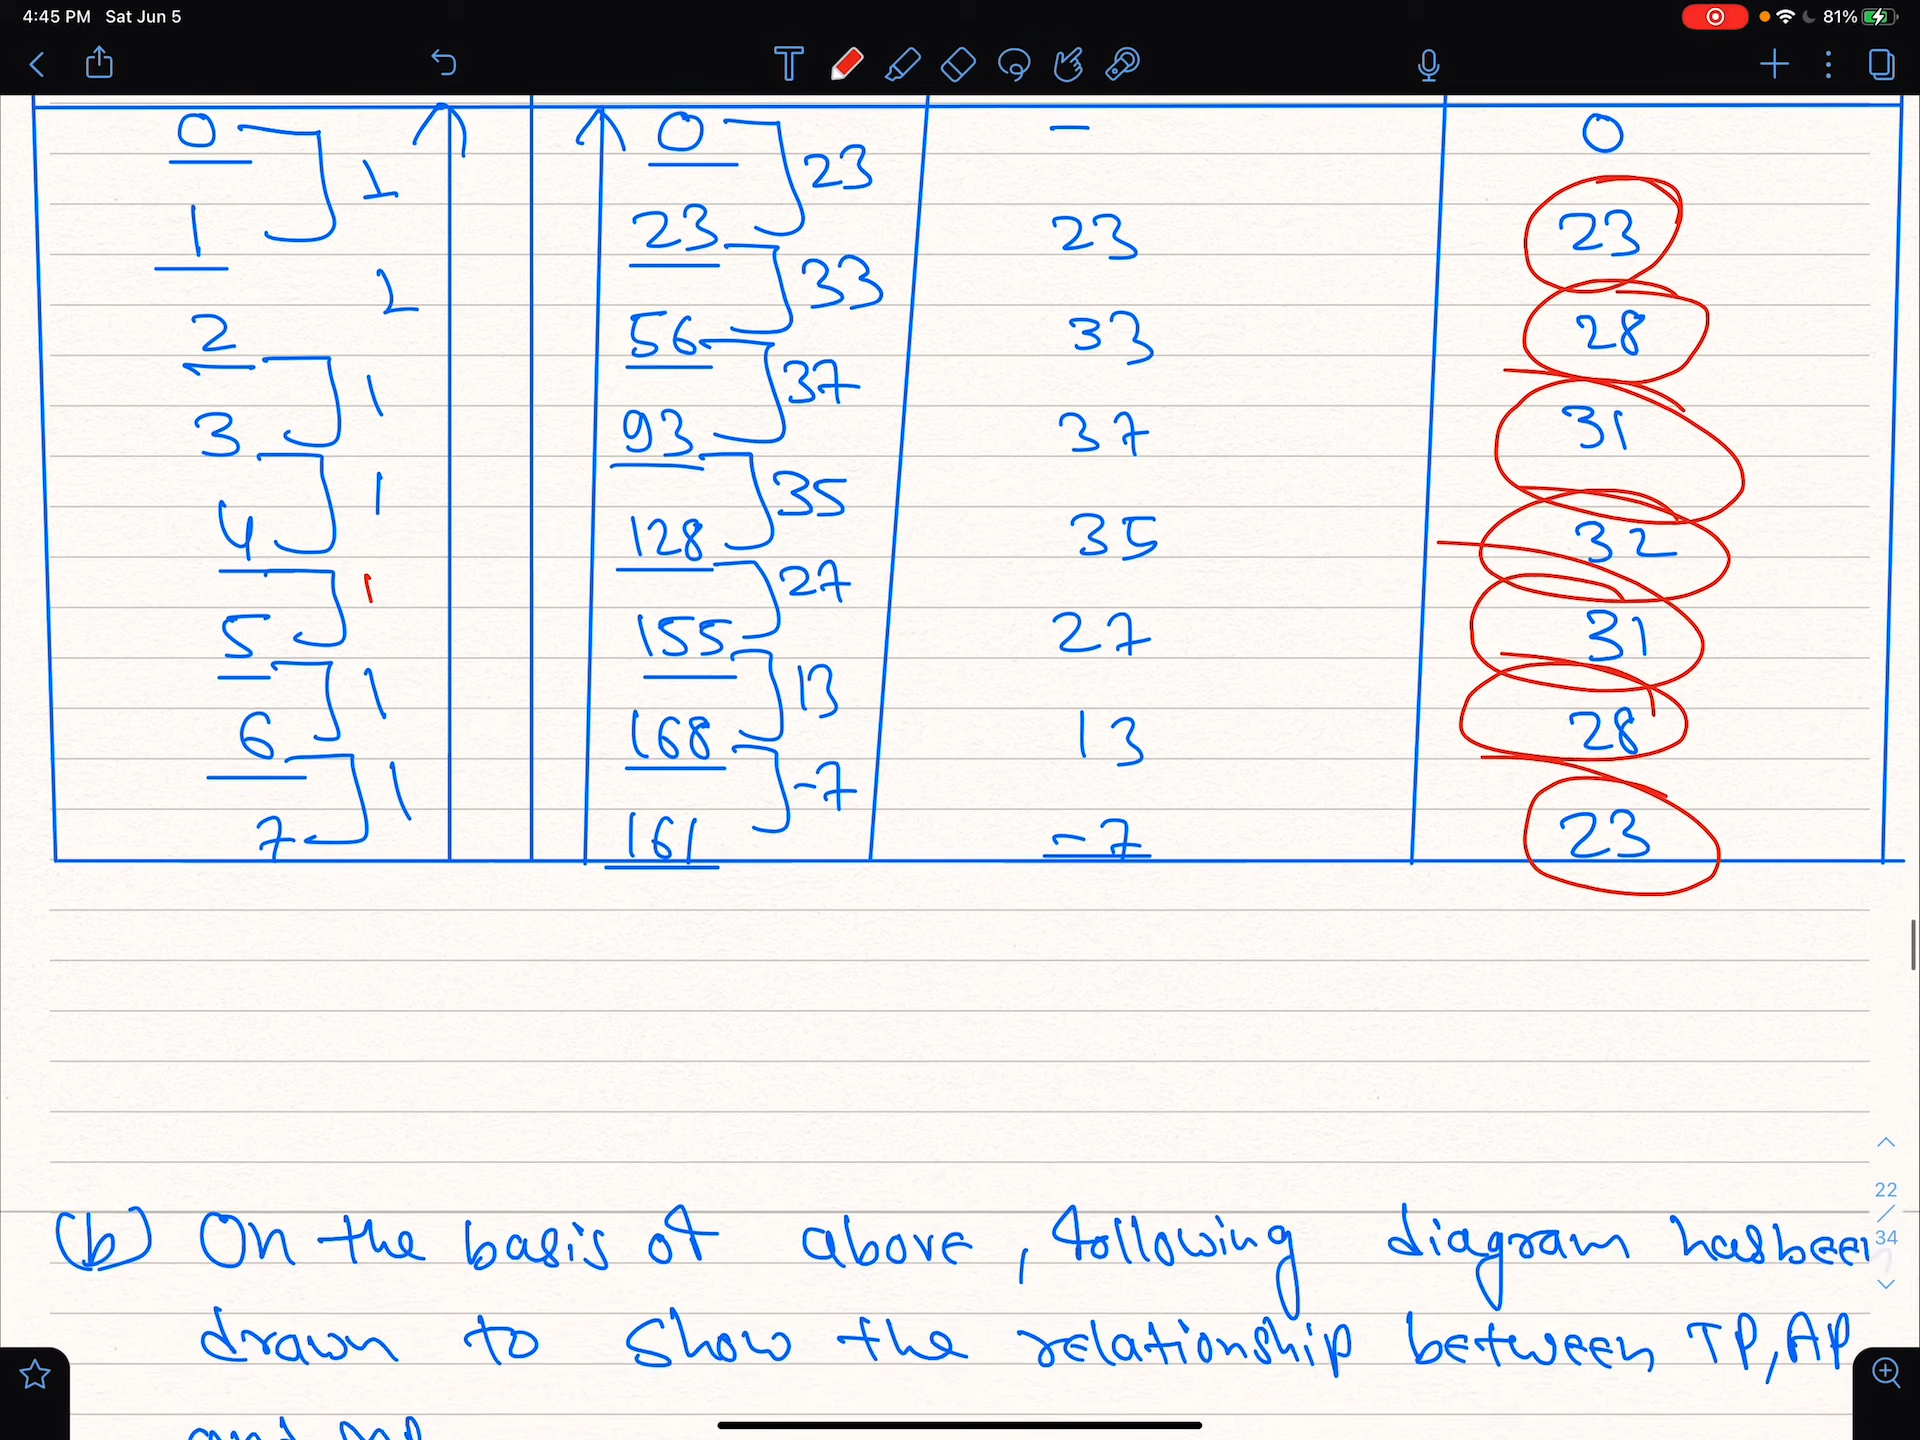 4:45 PM Sat Jun 5 81%
T
0 0 - 0
1 23
1 23 23 23
1 33
2 56 33 28
1 37
3 93 37 31
1 35
4 128 35 32
1 27
5 155 27 31
1 13
6 168 13 28
1 -7
7 161 -7 23
22
/
34
(b) On the basis of above, following diagram has been
drawn to show the relationship between TP, AP
and MP